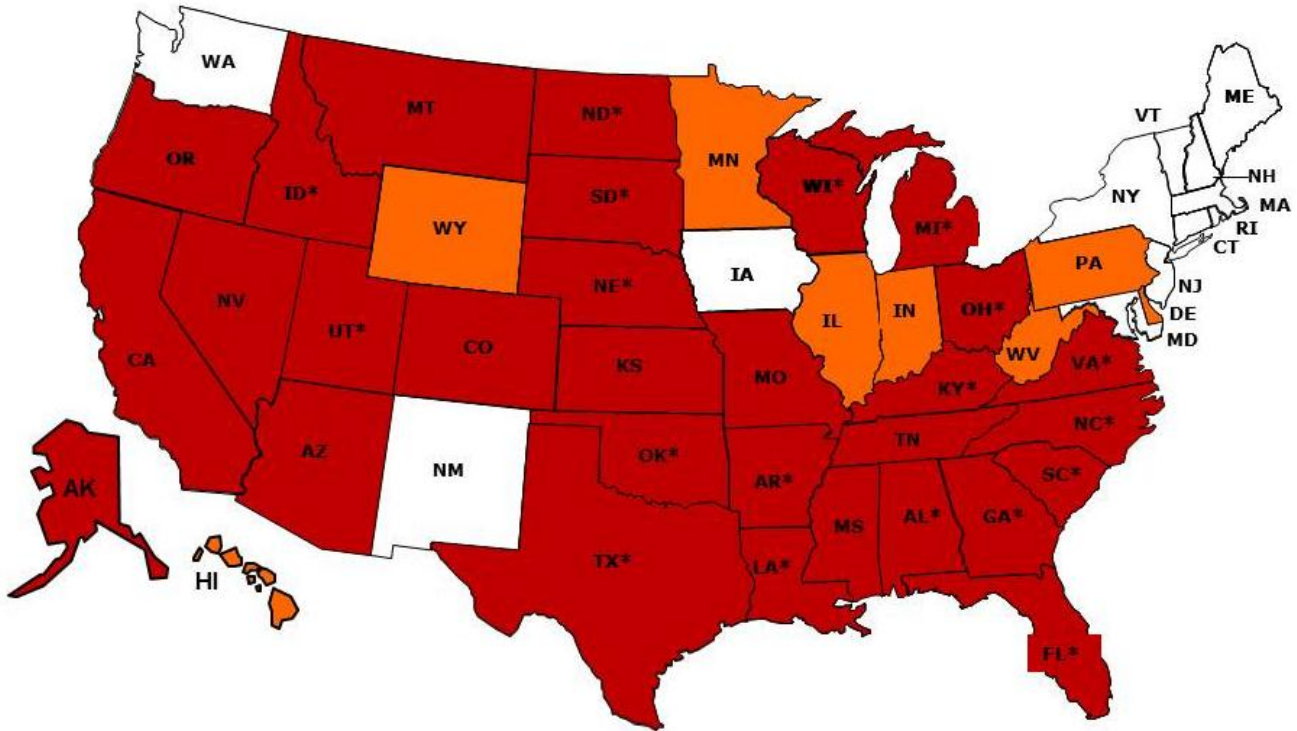 WA
MT
ND*
ME
VT
OR
MN
ID*
SD*
WI*
NH
NY
MA
MI*
RI
WY
CT
PA
IA
NE*
NJ
NV
IL
IN
OH*
DE
UT*
MD
CO
WV
CA
KS
MO
VA*
KY*
NC*
TN
AZ
OK*
NM
SC*
AR*
AK
MS
AL*
GA*
TX*
LA*
HI
FL*